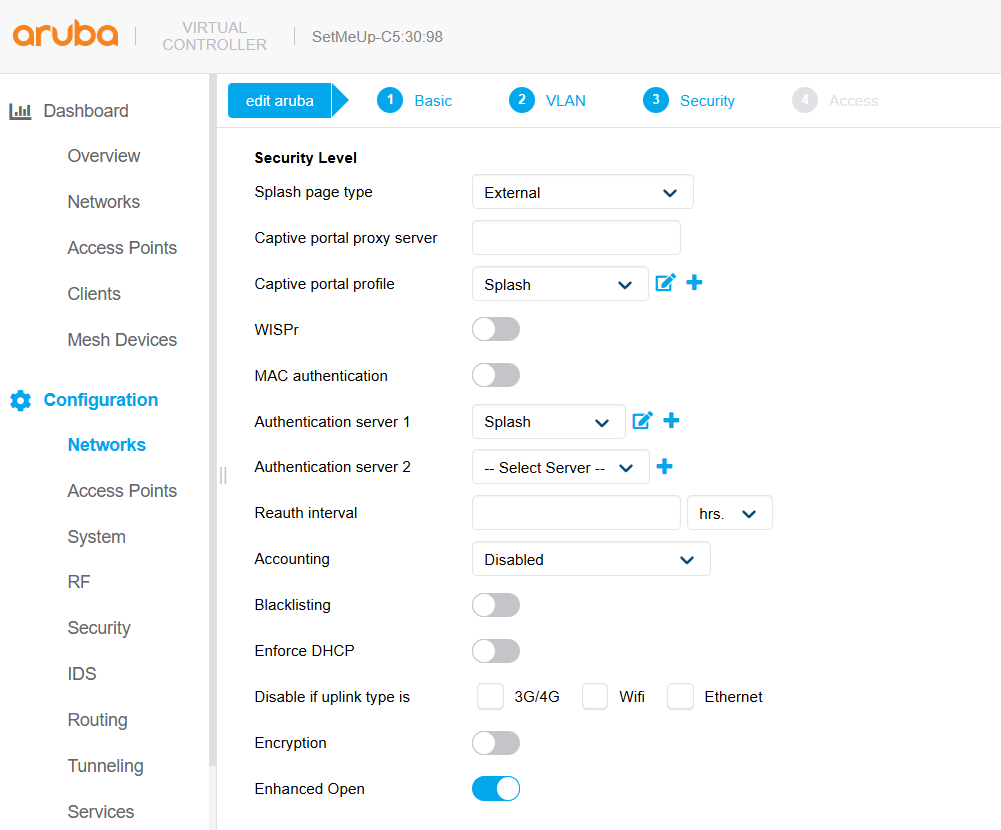 aruba
VIRTUAL
CONTROLLER
SetMeUp-C5:30:98
Dashboard
Overview
Networks
Access Points
Clients
Mesh Devices
Configuration
Networks
Access Points
System
RF
Security
IDS
Routing
Tunneling
Services
edit aruba
1 Basic
2 VLAN
3 Security
4 Access
Security Level
Splash page type External
Captive portal proxy server
Captive portal profile Splash
WISPr
MAC authentication
Authentication server 1 Splash
Authentication server 2 -- Select Server --
Reauth interval hrs.
Accounting Disabled
Blacklisting
Enforce DHCP
Disable if uplink type is 3G/4G Wifi Ethernet
Encryption
Enhanced Open